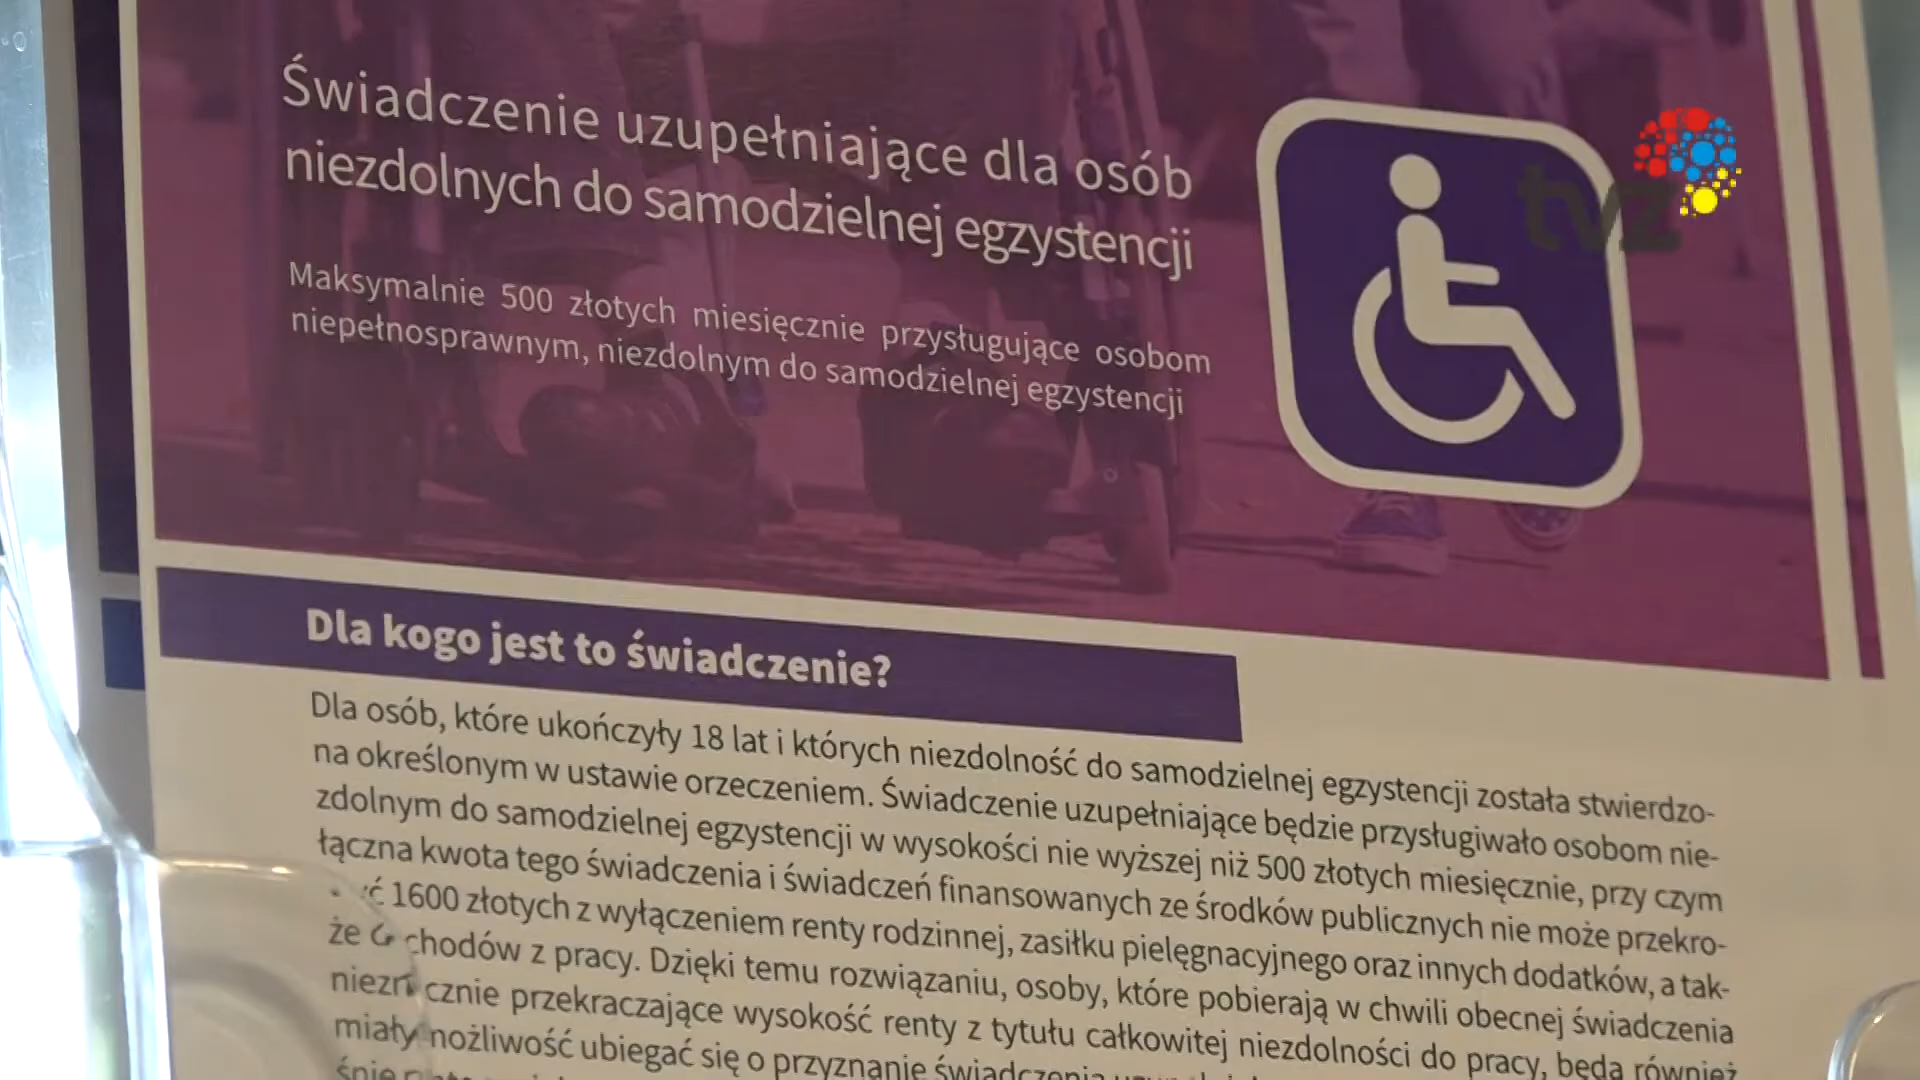 Świadczenie uzupełniające dla osób
niezdolnych do samodzielnej egzystencji
tvz
Maksymalnie 500 złotych miesięcznie przysługujące osobom
niepełnosprawnym, niezdolnym do samodzielnej egzystencji
Dla kogo jest to świadczenie?
Dla osób, które ukończyły 18 lat i których niezdolność do samodzielnej egzystencji została stwierdzo-
na określonym w ustawie orzeczeniem. Świadczenie uzupełniające będzie przysługiwało osobom nie-
zdolnym do samodzielnej egzystencji w wysokości nie wyższej niż 500 złotych miesięcznie, przy czym
łączna kwota tego świadczenia i świadczeń finansowanych ze środków publicznych nie może przekro-
1600 złotych z wyłączeniem renty rodzinnej, zasiłku pielęgnacyjnego oraz innych dodatków, a tak-
że dochodów z pracy. Dzięki temu rozwiązaniu, osoby, które pobierają w chwili obecnej świadczenia
nieznacznie przekraczające wysokość renty z tytułu całkowitej niezdolności do pracy, będą również
miały możliwość ubiegać się o przyznanie świadczenia